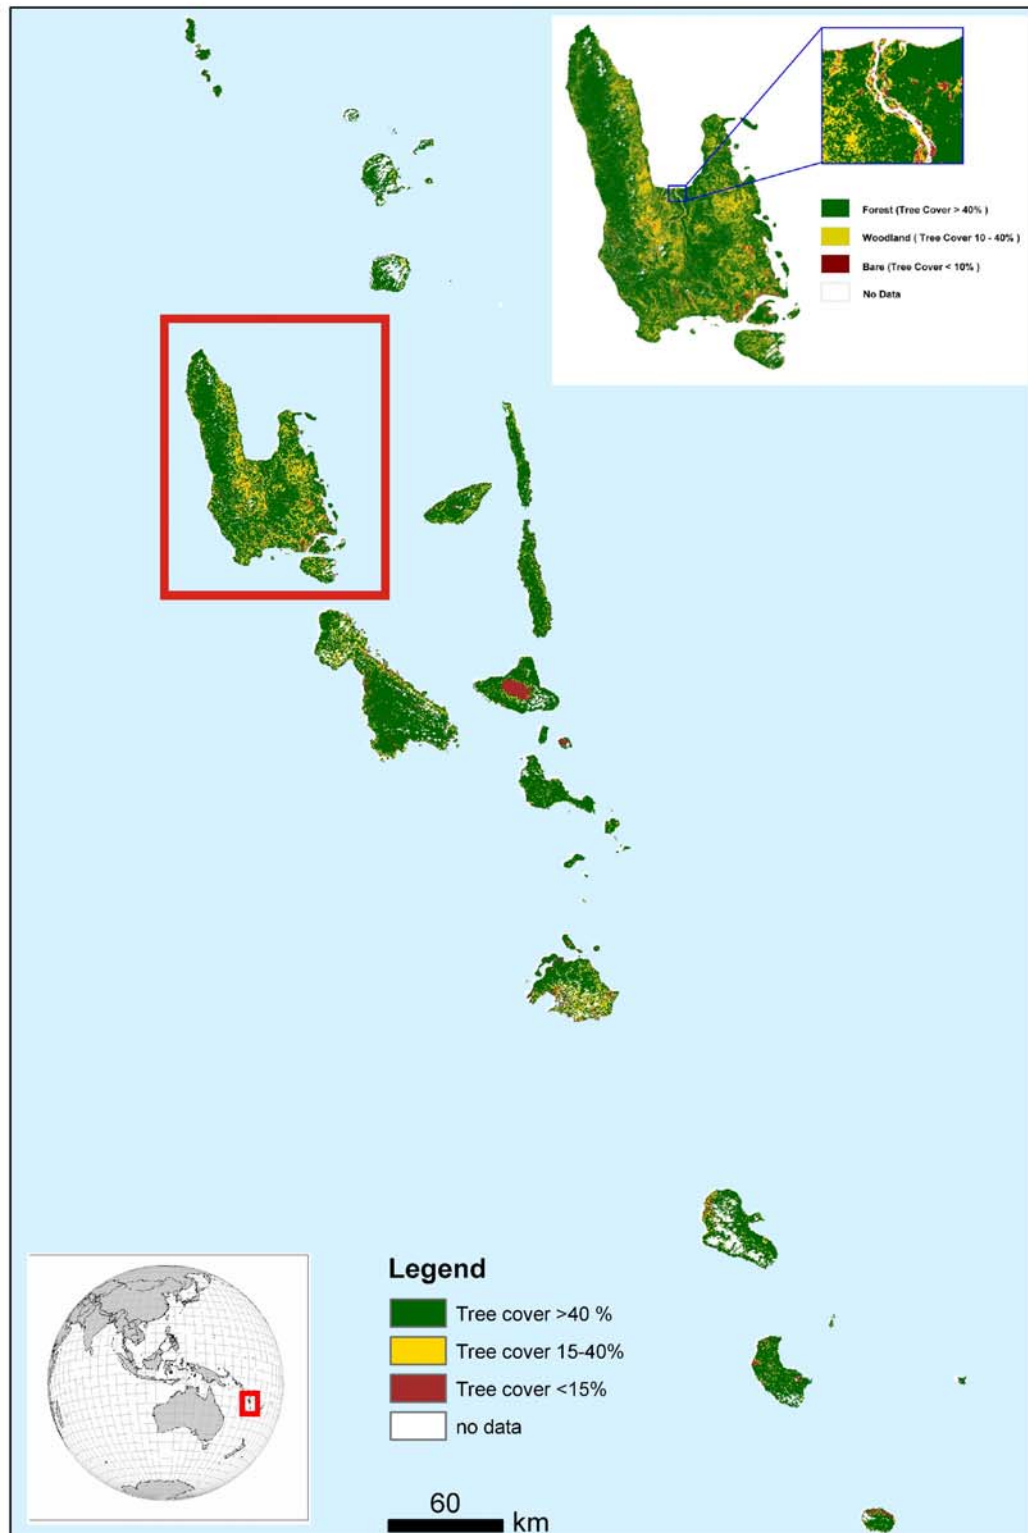 Forest (Tree Cover > 40% )
Woodland ( Tree Cover 10 - 40% )
Bare (Tree Cover < 10% )
No Data
Legend
Tree cover >40 %
Tree cover 15-40%
Tree cover <15%
no data
60
km